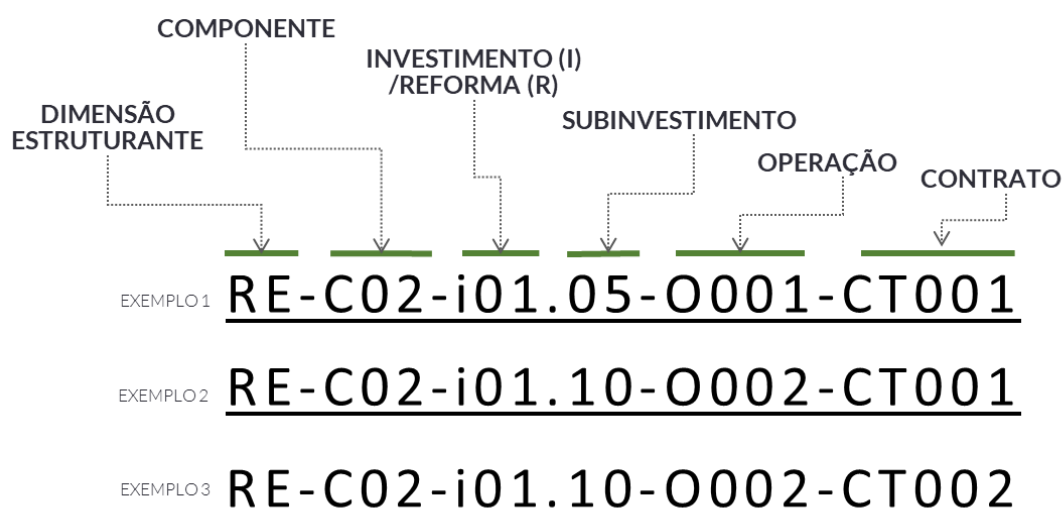 COMPONENTE
INVESTIMENTO (I)
/REFORMA (R)
DIMENSÃO
ESTRUTURANTE
SUBINVESTIMENTO
OPERAÇÃO
CONTRATO
EXEMPLO 1 RE-C02-i01.05-O001-CT001
EXEMPLO 2 RE-C02-i01.10-O002-CT001
EXEMPLO 3 RE-C02-i01.10-O002-CT002